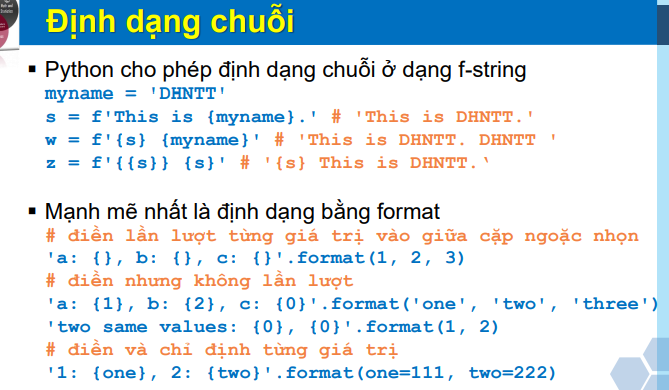 Định dạng chuỗi
▪ Python cho phép định dạng chuỗi ở dạng f-string
myname = 'DHNTT'
s = f'This is {myname}.' # 'This is DHNTT.'
w = f'{s} {myname}' # 'This is DHNTT. DHNTT '
z = f'{{s}} {s}' # '{s} This is DHNTT.‘
▪ Mạnh mẽ nhất là định dạng bằng format
# điền lần lượt từng giá trị vào giữa cặp ngoặc nhọn
'a: {}, b: {}, c: {}'.format(1, 2, 3)
# điền nhưng không lần lượt
'a: {1}, b: {2}, c: {0}'.format('one', 'two', 'three')
'two same values: {0}, {0}'.format(1, 2)
# điền và chỉ định từng giá trị
'1: {one}, 2: {two}'.format(one=111, two=222)